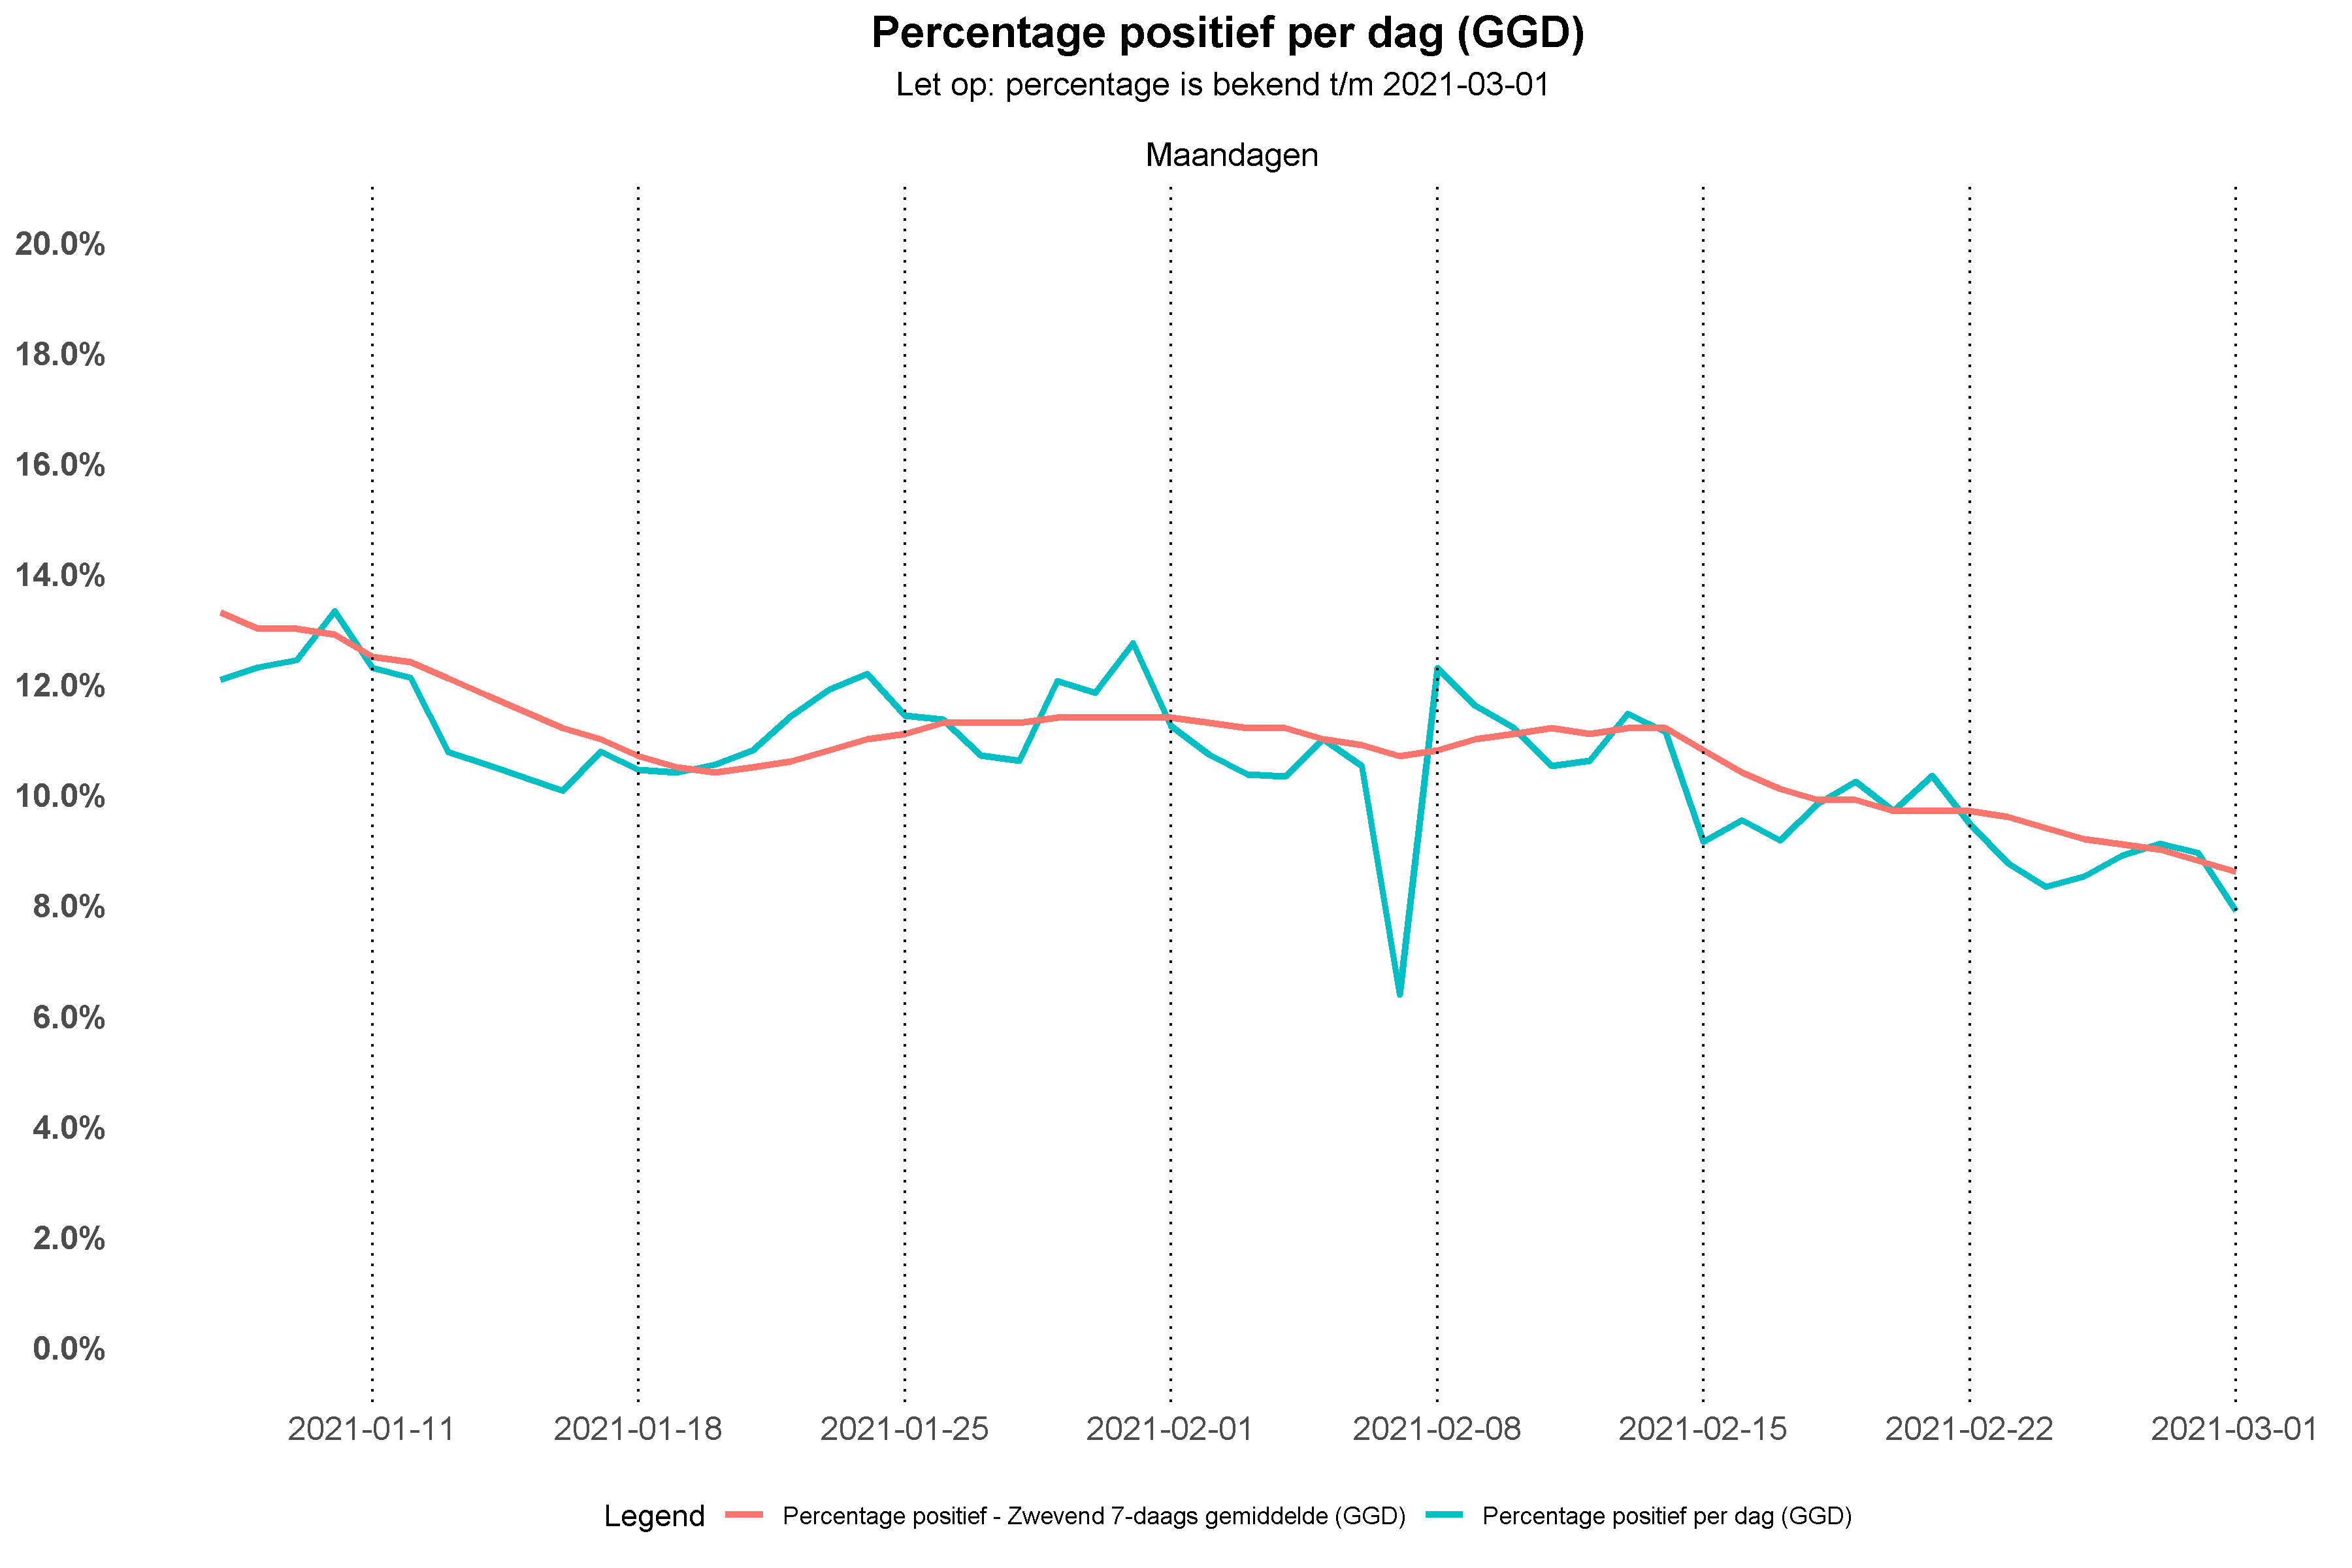 Percentage positief per dag (GGD)
Let op: percentage is bekend t/m 2021-03-01
Maandagen
20.0%
18.0%
16.0%
14.0%
12.0%
10.0%
8.0%
6.0%
4.0%
2.0%
0.0%
2021-01-11 2021-01-18 2021-01-25 2021-02-01 2021-02-08 2021-02-15 2021-02-22 2021-03-01
Legend Percentage positief - Zwevend 7-daags gemiddelde (GGD) Percentage positief per dag (GGD)